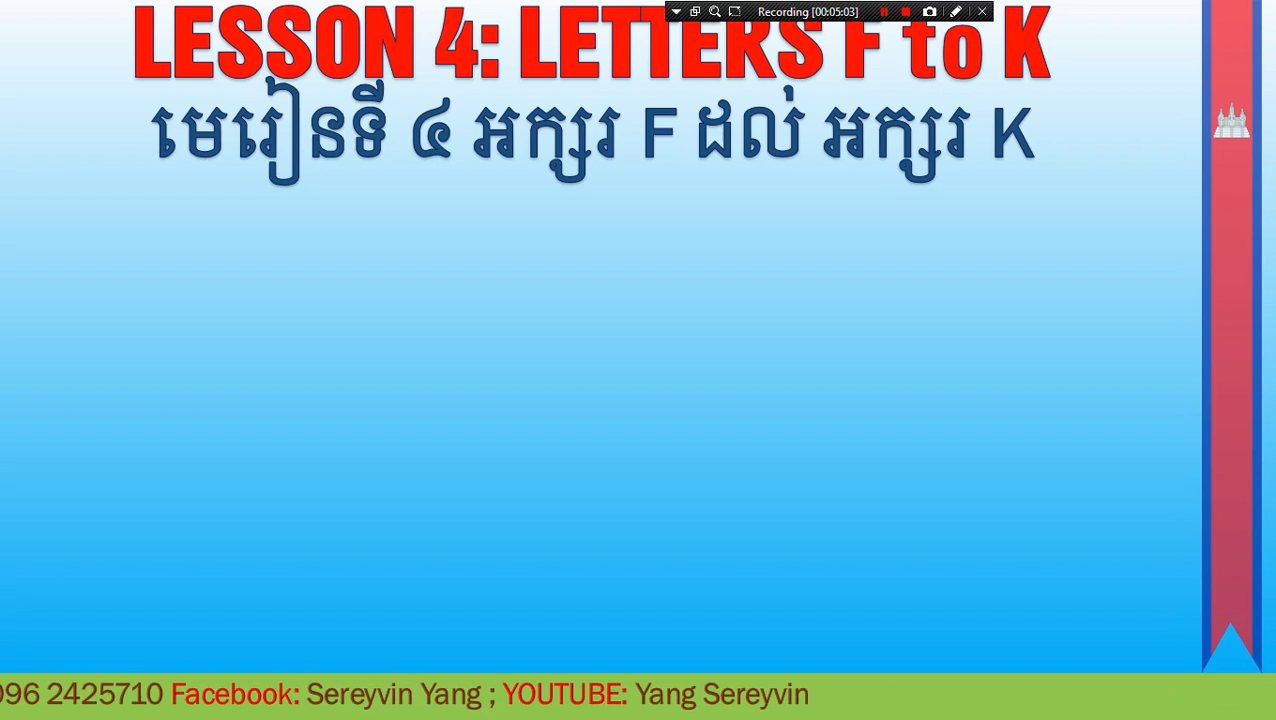 Recording [00:05:03]
LESSON 4: LETTERS F to K
មេរៀនទី ៤ អក្សរ F ដល់ អក្សរ K
096 2425710 Facebook: Sereyvin Yang ; YOUTUBE: Yang Sereyvin